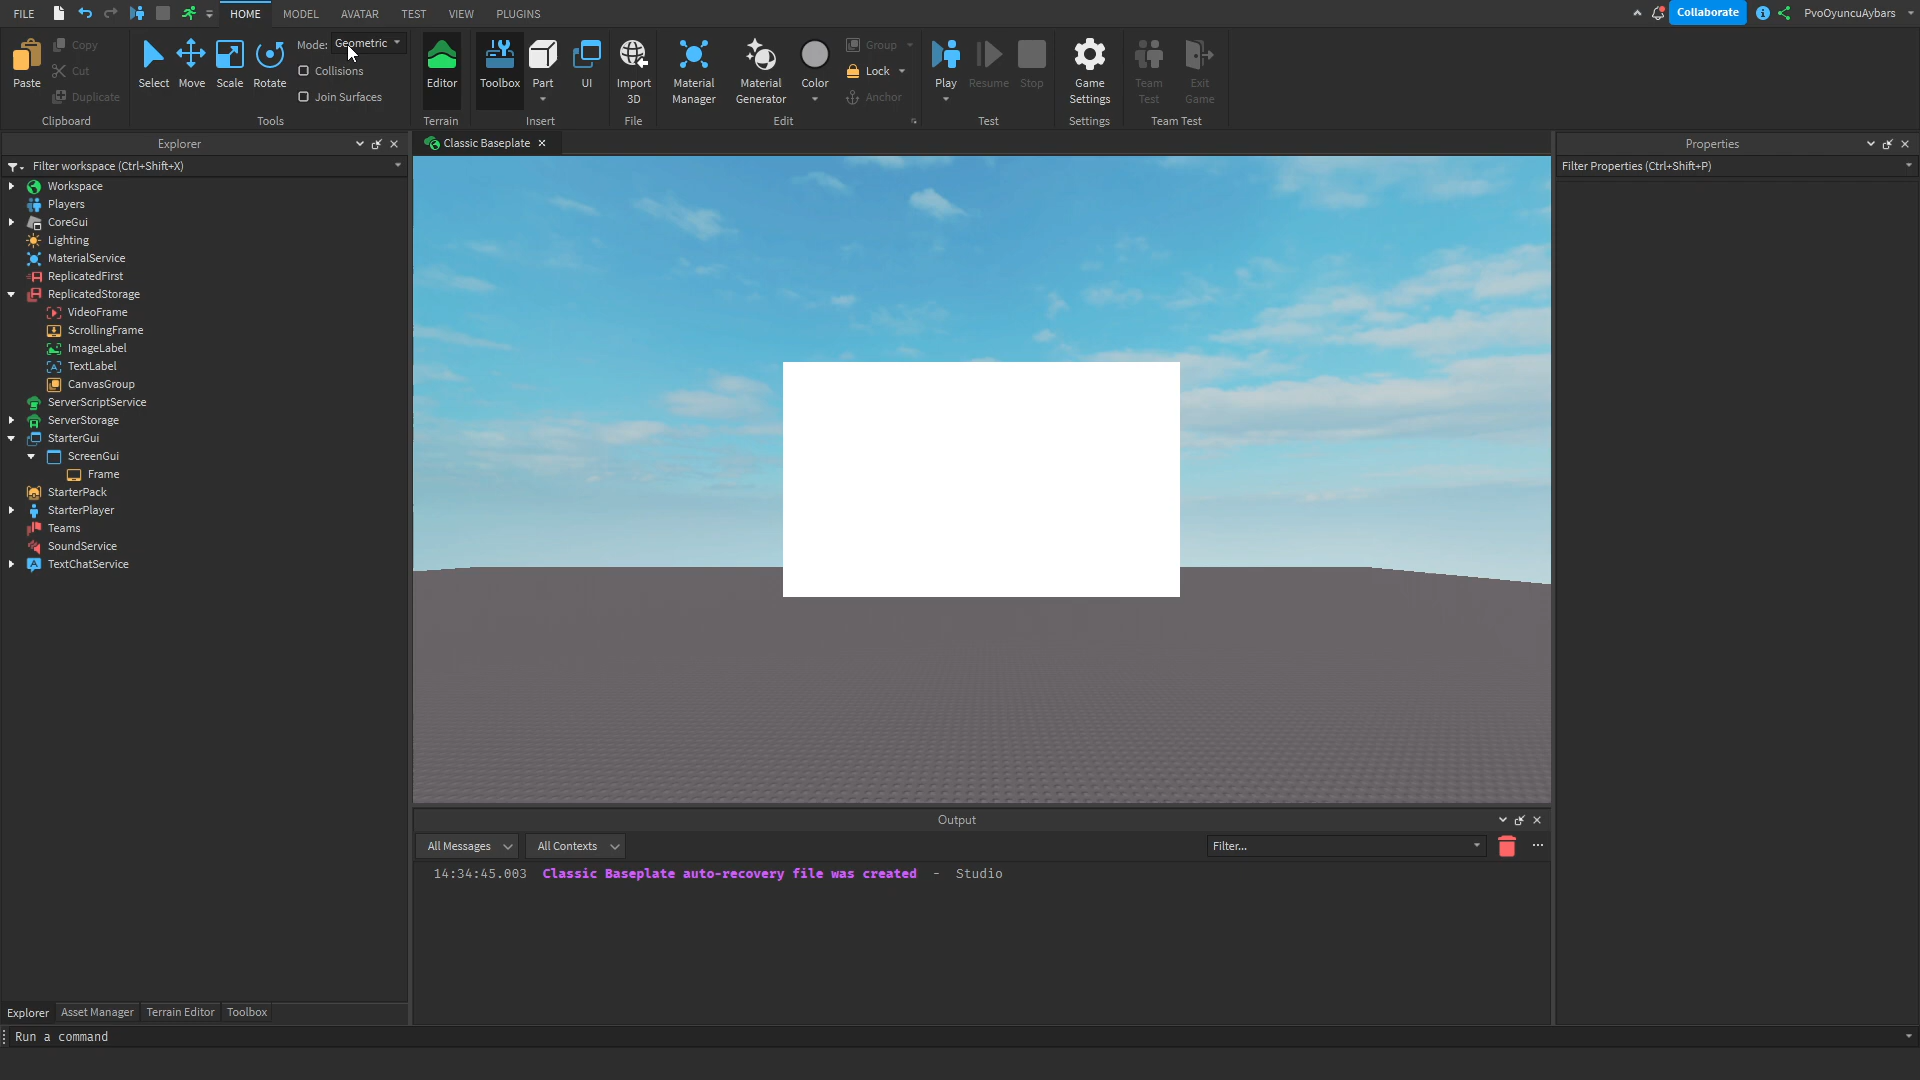 FILE HOME MODEL AVATAR TEST VIEW PLUGINS Collaborate PvoOyuncuAybars
Paste Copy Cut Duplicate
Clipboard
Select Move Scale Rotate
Mode: Geometric
Collisions
Join Surfaces
Tools
Editor
Terrain
Toolbox Part UI
Insert
Import 3D
File
Material Manager
Material Generator
Color
Group
Lock
Anchor
Edit
Play Resume Stop
Test
Game Settings
Settings
Team Test
Exit Game
Team Test
Explorer
Filter workspace (Ctrl+Shift+X)
Workspace
Players
CoreGui
Lighting
MaterialService
ReplicatedFirst
ReplicatedStorage
VideoFrame
ScrollingFrame
ImageLabel
TextLabel
CanvasGroup
ServerScriptService
ServerStorage
StarterGui
ScreenGui
Frame
StarterPack
StarterPlayer
Teams
SoundService
TextChatService
Explorer Asset Manager Terrain Editor Toolbox
Classic Baseplate
Output
All Messages All Contexts Filter...
14:34:45.003 Classic Baseplate auto-recovery file was created - Studio
Properties
Filter Properties (Ctrl+Shift+P)
Run a command